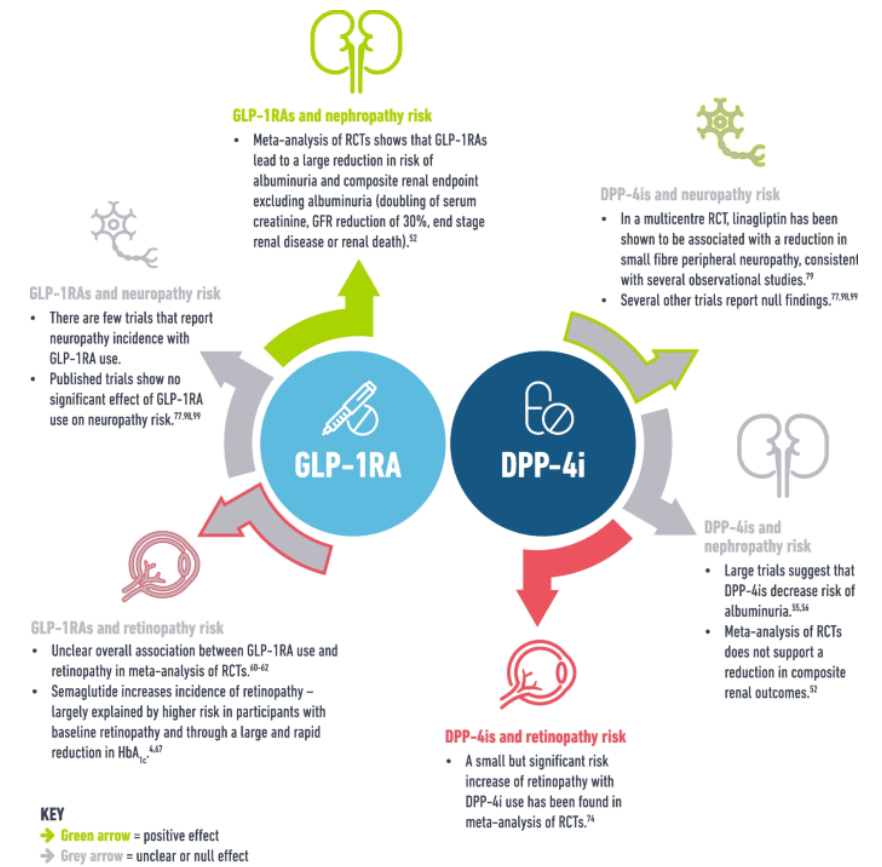 GLP-1RAs and nephropathy risk
• Meta-analysis of RCTs shows that GLP-1RAs
lead to a large reduction in risk of
albuminuria and composite renal endpoint
excluding albuminuria (doubling of serum
creatinine, GFR reduction of 30%, end stage
renal disease or renal death).52
DPP-4is and neuropathy risk
• In a multicentre RCT, linagliptin has been
shown to be associated with a reduction in
small fibre peripheral neuropathy, consistent
with several observational studies.79
• Several other trials report null findings.77,98,99
GLP-1RAs and neuropathy risk
• There are few trials that report
neuropathy incidence with
GLP-1RA use.
• Published trials show no
significant effect of GLP-1RA
use on neuropathy risk.77,98,99
GLP-1RA
DPP-4i
DPP-4is and
nephropathy risk
• Large trials suggest that
DPP-4is decrease risk of
albuminuria.55,56
• Meta-analysis of RCTs
does not support a
reduction in composite
renal outcomes.52
GLP-1RAs and retinopathy risk
• Unclear overall association between GLP-1RA use and
retinopathy in meta-analysis of RCTs.60-62
• Semaglutide increases incidence of retinopathy –
largely explained by higher risk in participants with
baseline retinopathy and through a large and rapid
reduction in HbA1c.4,67
DPP-4is and retinopathy risk
• A small but significant risk
increase of retinopathy with
DPP-4i use has been found in
meta-analysis of RCTs.74
KEY
Green arrow = positive effect
Grey arrow = unclear or null effect